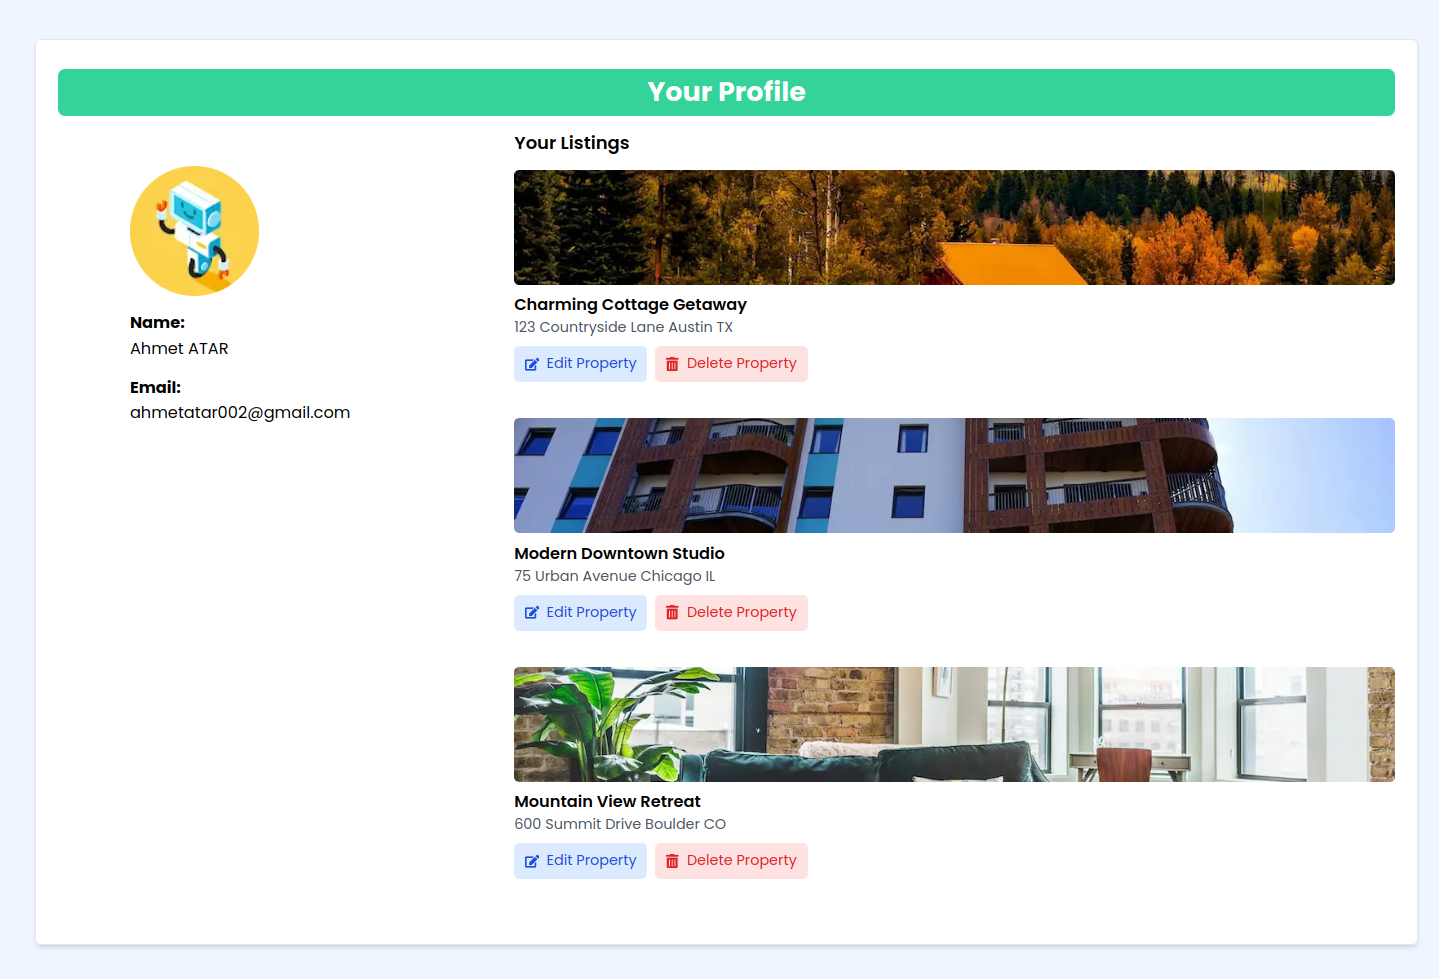 Your Profile
Name:
Ahmet ATAR
Email:
ahmetatar002@gmail.com
Your Listings
Charming Cottage Getaway
123 Countryside Lane Austin TX
Edit Property Delete Property
Modern Downtown Studio
75 Urban Avenue Chicago IL
Edit Property Delete Property
Mountain View Retreat
600 Summit Drive Boulder CO
Edit Property Delete Property